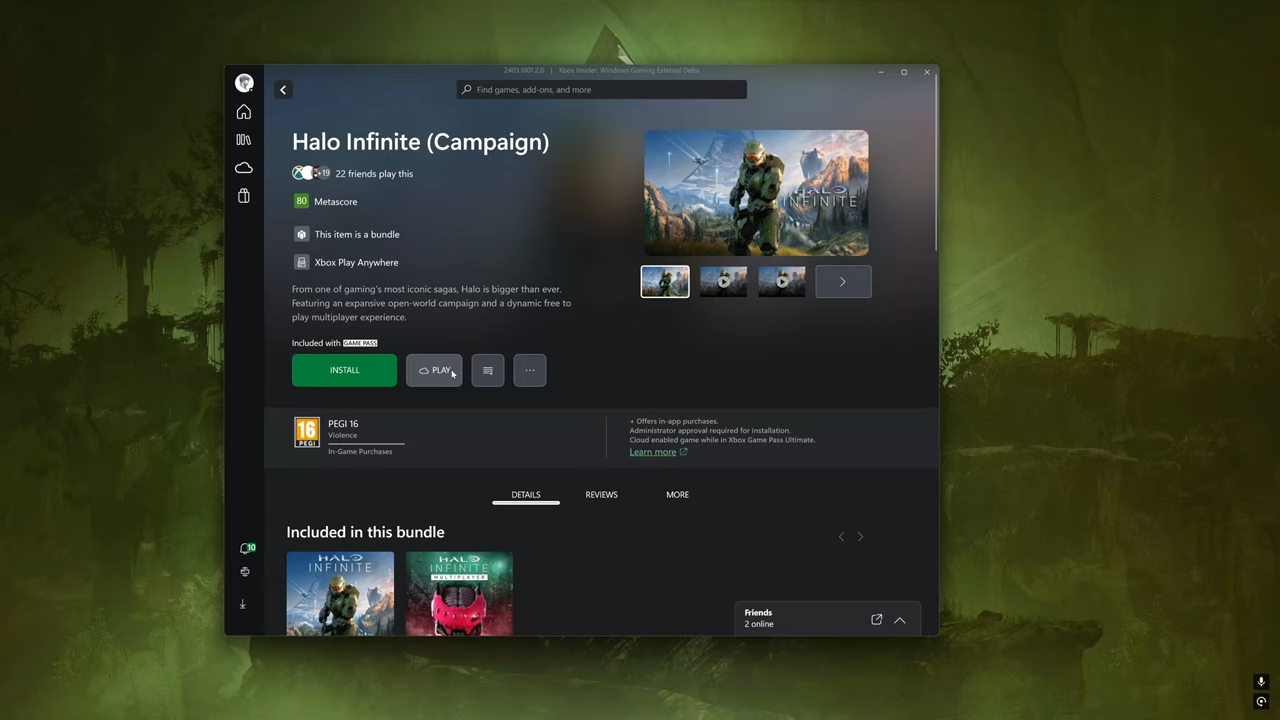 2403.1001.2.0 | Xbox Insider: Windows Gaming External Delta
Find games, add-ons, and more
Halo Infinite (Campaign)
+19 22 friends play this
80 Metascore
This item is a bundle
Xbox Play Anywhere
From one of gaming's most iconic sagas, Halo is bigger than ever.
Featuring an expansive open-world campaign and a dynamic free to
play multiplayer experience.
Included with GAME PASS
INSTALL
PLAY
HALO
INFINITE
16
PEGI
PEGI 16
Violence
In-Game Purchases
+ Offers in-app purchases.
Administrator approval required for installation.
Cloud enabled game while in Xbox Game Pass Ultimate.
Learn more
DETAILS
REVIEWS
MORE
Included in this bundle
HALO
INFINITE
HALO
INFINITE
MULTIPLAYER
10
Friends
2 online